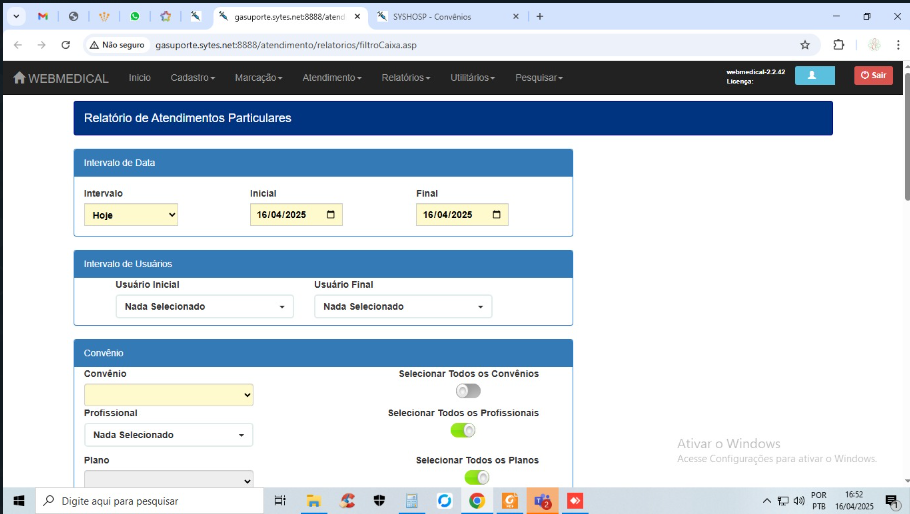 gasuporte.sytes.net:8888/atend
SYSHOSP - Convênios
Não seguro
gasuporte.sytes.net:8888/atendimento/relatorios/filtroCaixa.asp
WEBMEDICAL
Inicio
Cadastro
Marcação
Atendimento
Relatórios
Utilitários
Pesquisar
webmedical-2.2.42
Licença:
Sair
Relatório de Atendimentos Particulares
Intervalo de Data
Intervalo Inicial Final
Hoje 16/04/2025 16/04/2025
Intervalo de Usuários
Usuário Inicial Usuário Final
Nada Selecionado Nada Selecionado
Convênio
Convênio Selecionar Todos os Convênios
Profissional Selecionar Todos os Profissionais
Nada Selecionado
Plano Selecionar Todos os Planos
Ativar o Windows
Acesse Configurações para ativar o Windows.
Digite aqui para pesquisar
2
POR
PTB
16:52
16/04/2025
1